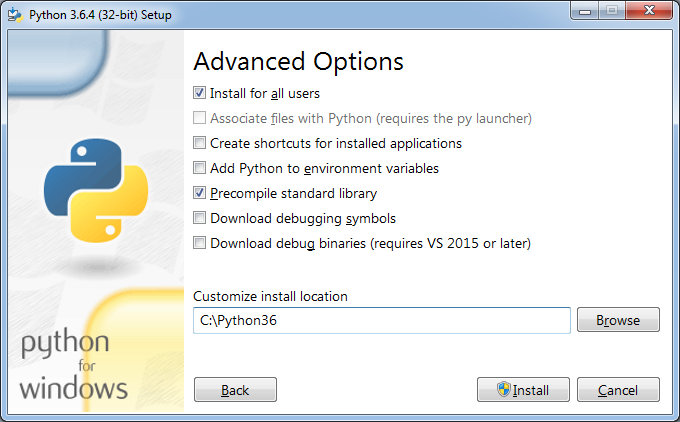 Python 3.6.4 (32-bit) Setup
Advanced Options
Install for all users
Associate files with Python (requires the py launcher)
Create shortcuts for installed applications
Add Python to environment variables
Precompile standard library
Download debugging symbols
Download debug binaries (requires VS 2015 or later)
Customize install location
C:\Python36
Browse
python
for
windows
Back
Install
Cancel